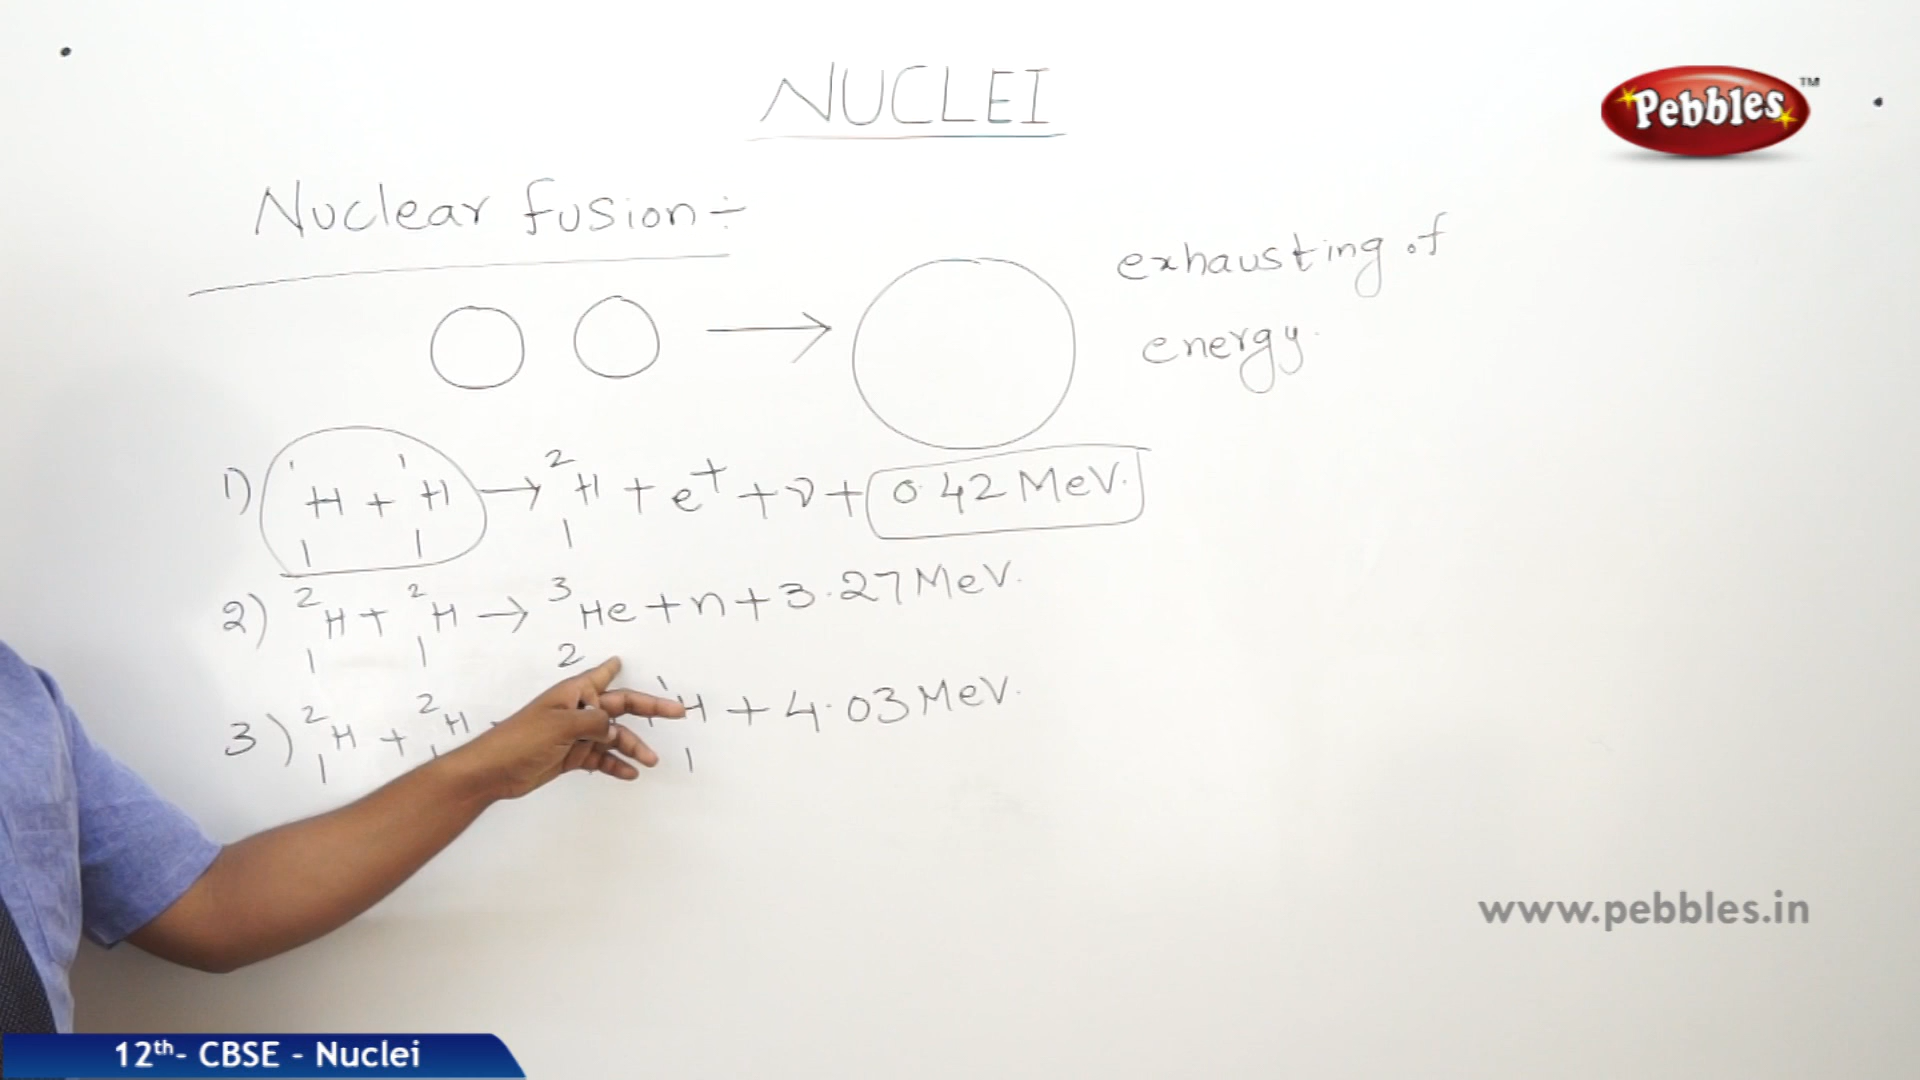 NUCLEI
Pebbles™
Nuclear fusion÷
exhausting of
energy.
1) ¹₁H + ¹₁H → ²₁H + e⁺ + ν + 0.42 MeV.
2) ²₁H + ²₁H → ³₂He + n + 3.27 MeV.
3) ²₁H + ²₁H + ¹₁H + 4.03 MeV.
www.pebbles.in
12th- CBSE - Nuclei